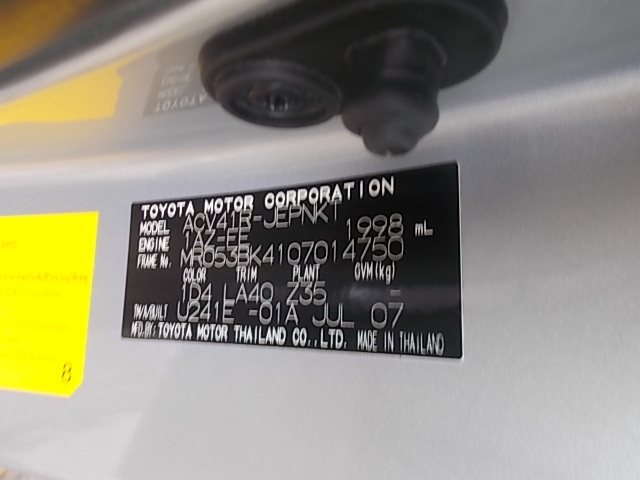 TOYOTA MOTOR CORPORATION
MODEL ACV41R-JEPNKT
ENGINE 1AZ-FE 1998 mL
FRAME No. MR053BK4107014750
COLOR TRIM PLANT GVM(kg)
1D4 LA40 Z35 -
T/M/BUILT U241E -01A JUL 07
MFD.BY: TOYOTA MOTOR THAILAND CO.,LTD. MADE IN THAILAND
8